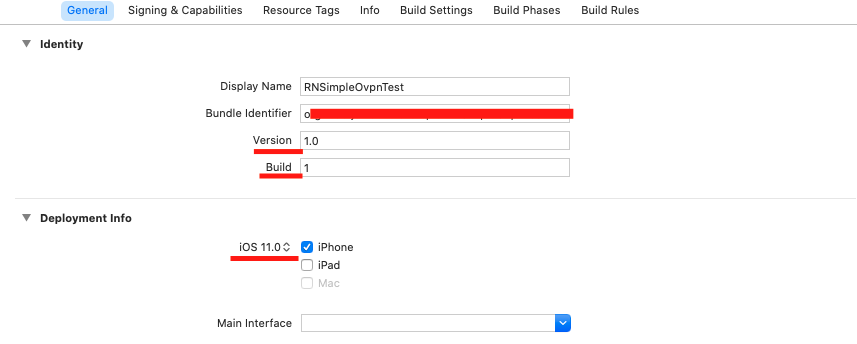 General Signing & Capabilities Resource Tags Info Build Settings Build Phases Build Rules
Identity
Display Name RNSimpleOvpnTest
Bundle Identifier
Version 1.0
Build 1
Deployment Info
iOS 11.0 iPhone
iPad
Mac
Main Interface